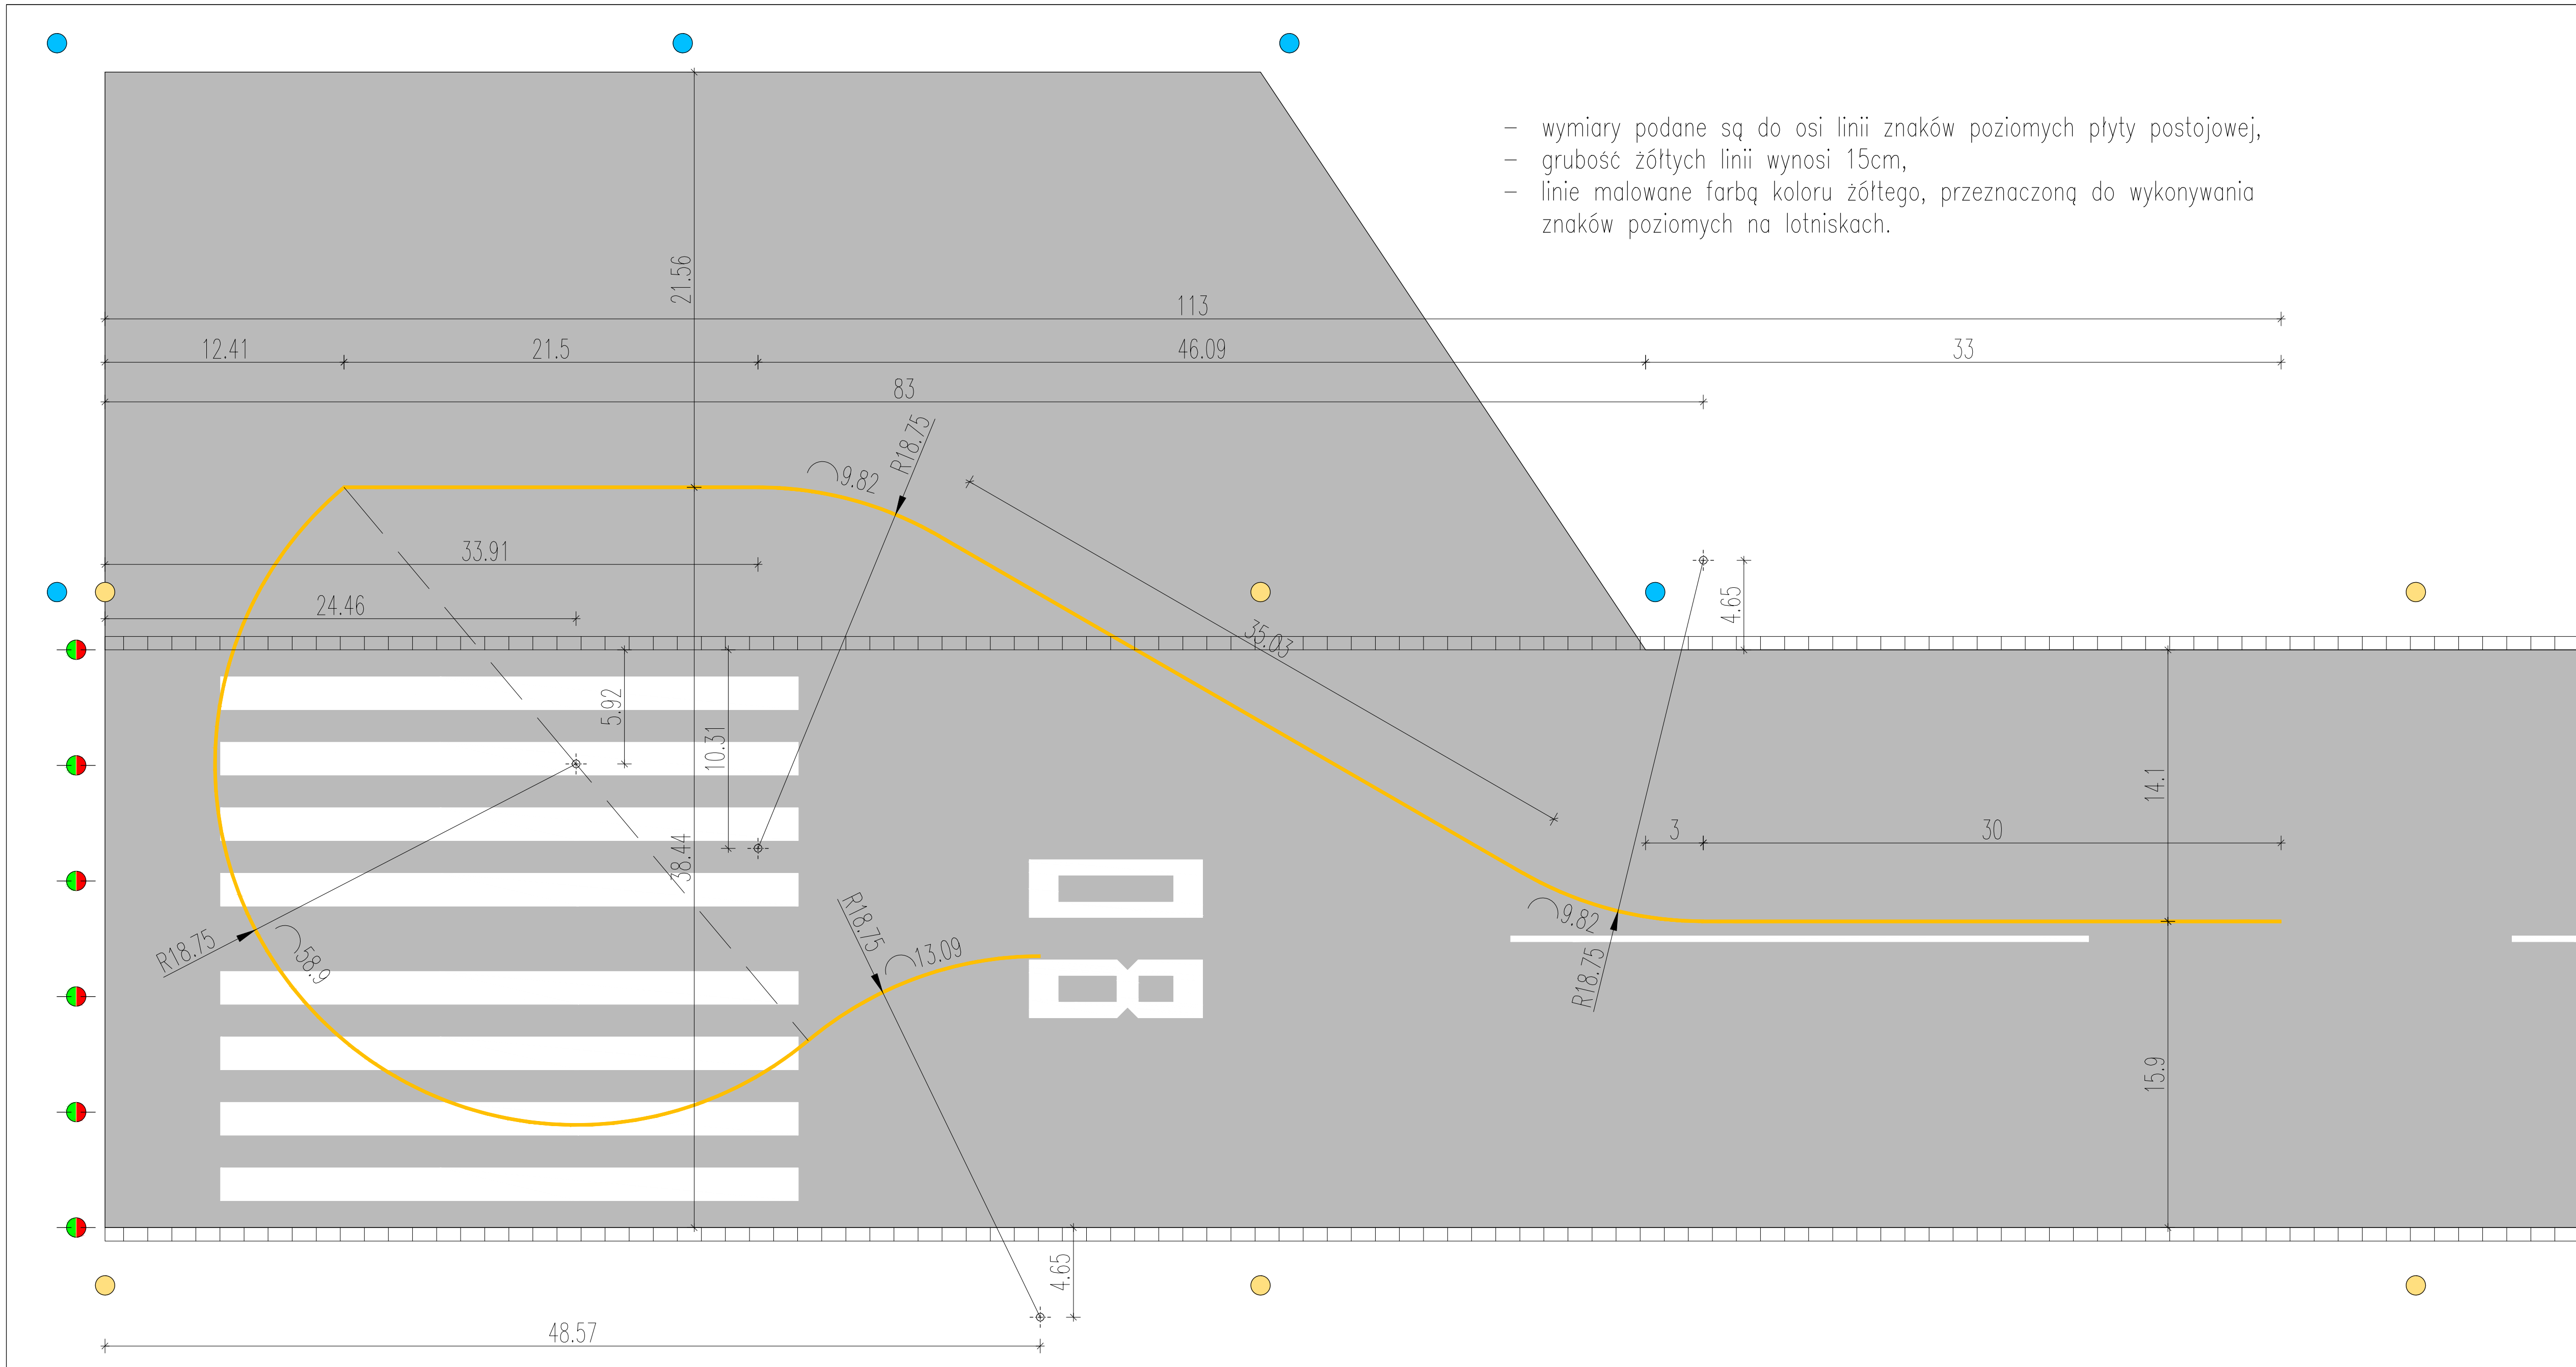 – wymiary podane są do osi linii znaków poziomych płyty postojowej,
– grubość żółtych linii wynosi 15cm,
– linie malowane farbą koloru żółtego, przeznaczoną do wykonywania
znaków poziomych na lotniskach.
21.56
113
12.41 21.5 46.09 33
83
R18.75
9.82
33.91
24.46
4.65
35.03
5.92
10.31
14.1
3 30
38.44
R18.75
58.9
R18.75
13.09
9.82
R18.75
08
15.9
4.65
48.57